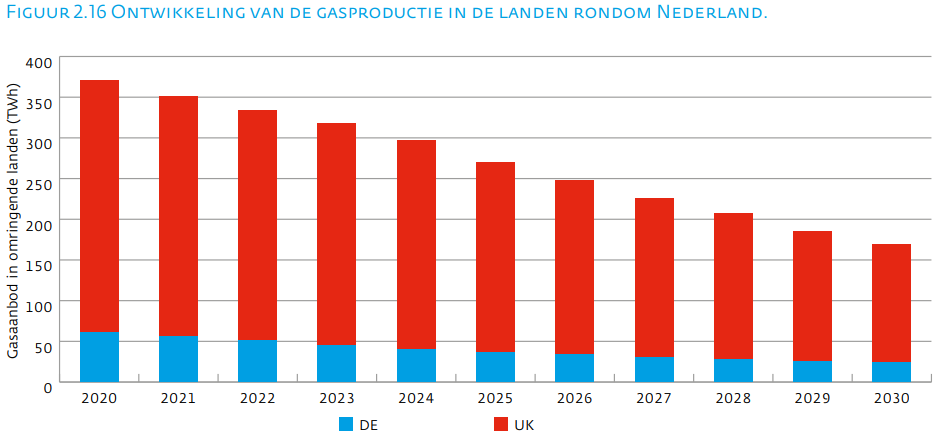 Figuur 2.16 Ontwikkeling van de gasproductie in de landen rondom Nederland.
Gasaanbod in omringende landen (TWh)
400
350
300
250
200
150
100
50
0
2020 2021 2022 2023 2024 2025 2026 2027 2028 2029 2030
DE UK